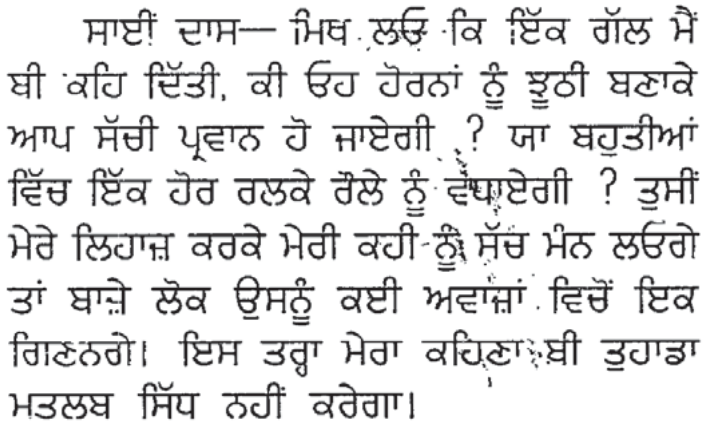 ਸਾਈਂ ਦਾਸ— ਮਿਥ ਲਓ ਕਿ ਇੱਕ ਗੱਲ ਮੈਂ
ਬੀ ਕਹਿ ਦਿੱਤੀ, ਕੀ ਓਹ ਹੋਰਨਾਂ ਨੂੰ ਝੂਠੀ ਬਣਾਕੇ
ਆਪ ਸੱਚੀ ਪ੍ਰਵਾਨ ਹੋ ਜਾਏਗੀ ? ਯਾ ਬਹੁਤੀਆਂ
ਵਿੱਚ ਇੱਕ ਹੋਰ ਰਲਕੇ ਰੌਲੇ ਨੂੰ ਵਧਾਏਗੀ ? ਤੁਸੀਂ
ਮੇਰੇ ਲਿਹਾਜ਼ ਕਰਕੇ ਮੇਰੀ ਕਹੀ ਨੂੰ ਸੱਚ ਮੰਨ ਲਓਗੇ
ਤਾਂ ਬਾਜ਼ੇ ਲੋਕ ਉਸਨੂੰ ਕਈ ਅਵਾਜ਼ਾਂ ਵਿਚੋਂ ਇਕ
ਗਿਣਨਗੇ। ਇਸ ਤਰ੍ਹਾ ਮੇਰਾ ਕਹਿਣਾ ਬੀ ਤੁਹਾਡਾ
ਮਤਲਬ ਸਿੱਧ ਨਹੀਂ ਕਰੇਗਾ।